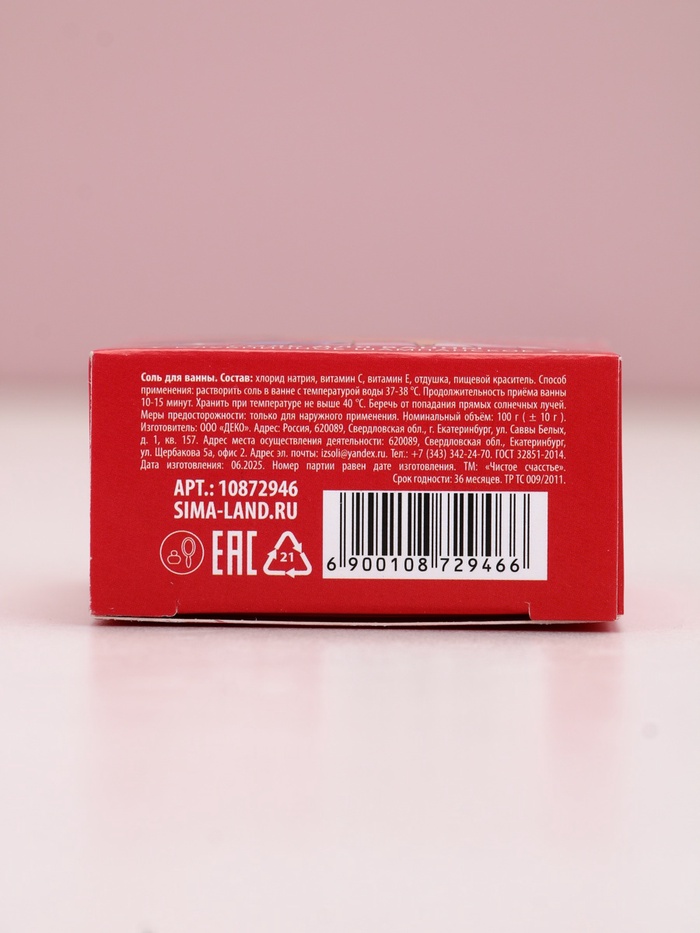 Соль для ванны. Состав: хлорид натрия, витамин С, витамин Е, отдушка, пищевой краситель. Способ
применения: растворить соль в ванне с температурой воды 37-38 °С. Продолжительность приёма ванны
10-15 минут. Хранить при температуре не выше 40 °С. Беречь от попадания прямых солнечных лучей.
Меры предосторожности: только для наружного применения. Номинальный объём: 100 г ( ± 10 г ).
Изготовитель: ООО «ДЕКО». Адрес: Россия, 620089, Свердловская обл., г. Екатеринбург, ул. Саввы Белых,
д. 1, кв. 157. Адрес места осуществления деятельности: 620089, Свердловская обл., Екатеринбург,
ул. Щербакова 5а, офис 2. Адрес эл. почты: izsoli@yandex.ru. Тел.: +7 (343) 342-24-70. ГОСТ 32851-2014.
Дата изготовления: 06.2025. Номер партии равен дате изготовления. ТМ: «Чистое счастье».
Срок годности: 36 месяцев. ТР ТС 009/2011.
АРТ.: 10872946
SIMA-LAND.RU
EAC
21
6 900108 729466